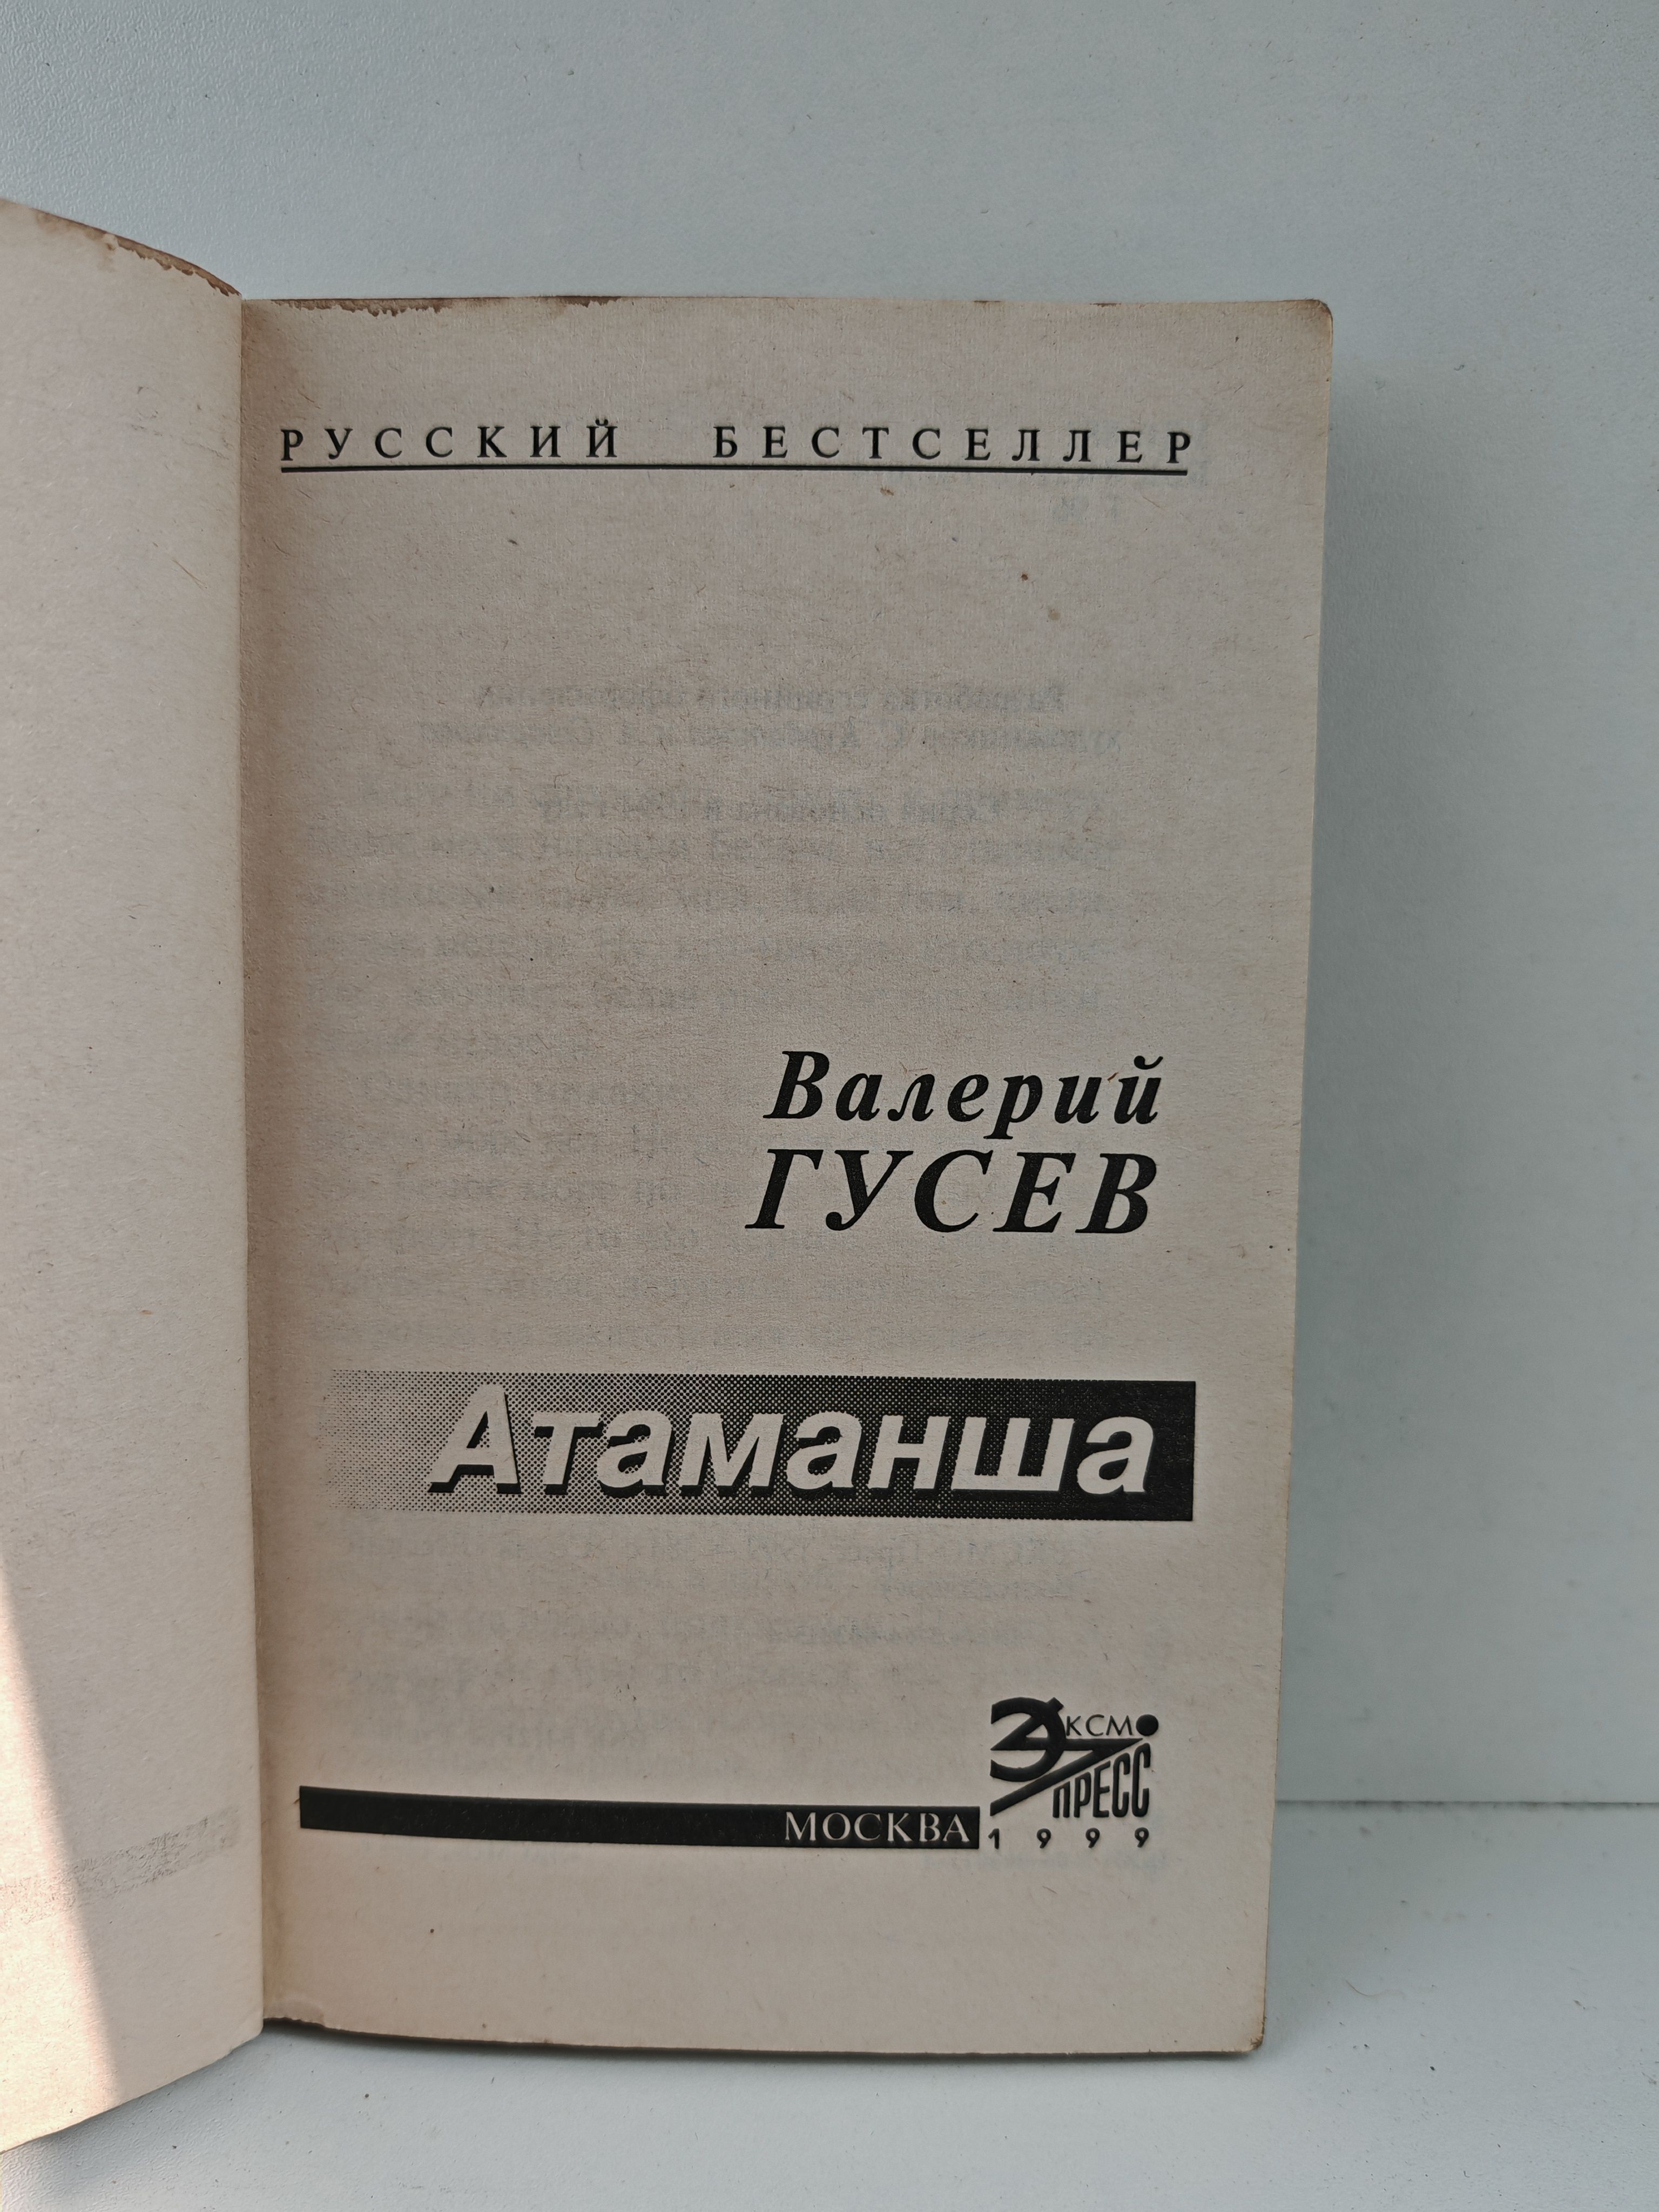 РУССКИЙ БЕСТСЕЛЛЕР
Валерий
ГУСЕВ
Атаманша
ЭКСМО
ПРЕСС
МОСКВА
1999